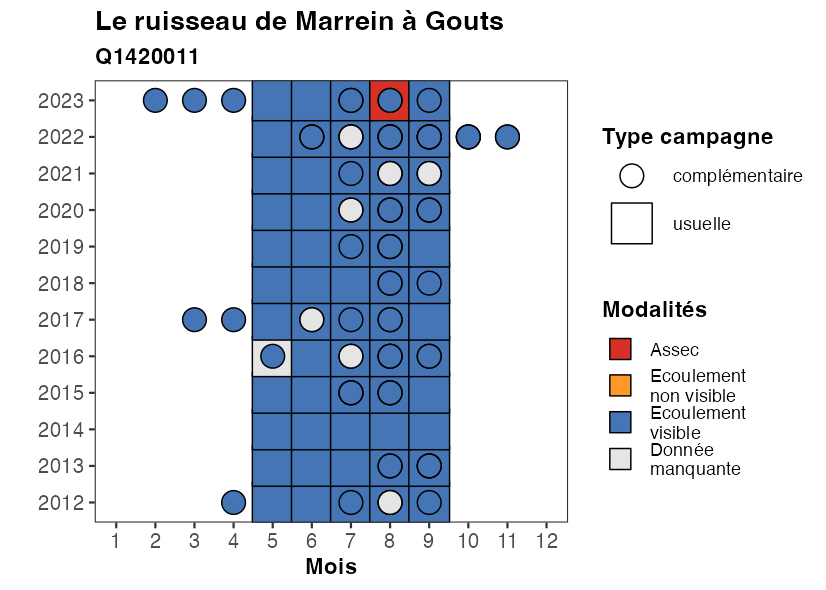 Le ruisseau de Marrein à Gouts
Q1420011
2023
2022
2021
2020
2019
2018
2017
2016
2015
2014
2013
2012
1 2 3 4 5 6 7 8 9 10 11 12
Mois
Type campagne
complémentaire
usuelle
Modalités
Assec
Ecoulement
non visible
Ecoulement
visible
Donnée
manquante